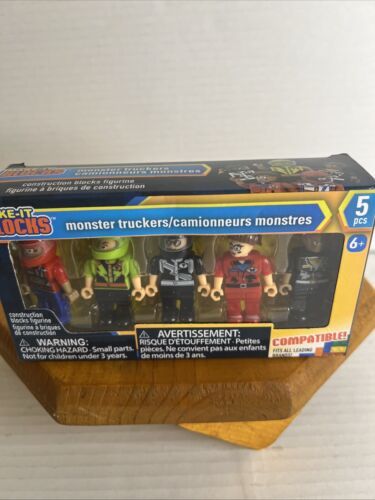 monster truckers
camionneurs monstres
construction blocks figurine
figurine à briques de construction
KE-IT
LOCKS™
monster truckers/camionneurs monstres
5
pcs
6+
construction
blocks figurine
figurine à briques
de construction
WARNING:
CHOKING HAZARD - Small parts.
Not for children under 3 years.
AVERTISSEMENT:
RISQUE D'ÉTOUFFEMENT - Petites
pièces. Ne convient pas aux enfants
de moins de 3 ans.
COMPATIBLE!
FITS ALL LEADING
BRANDS!